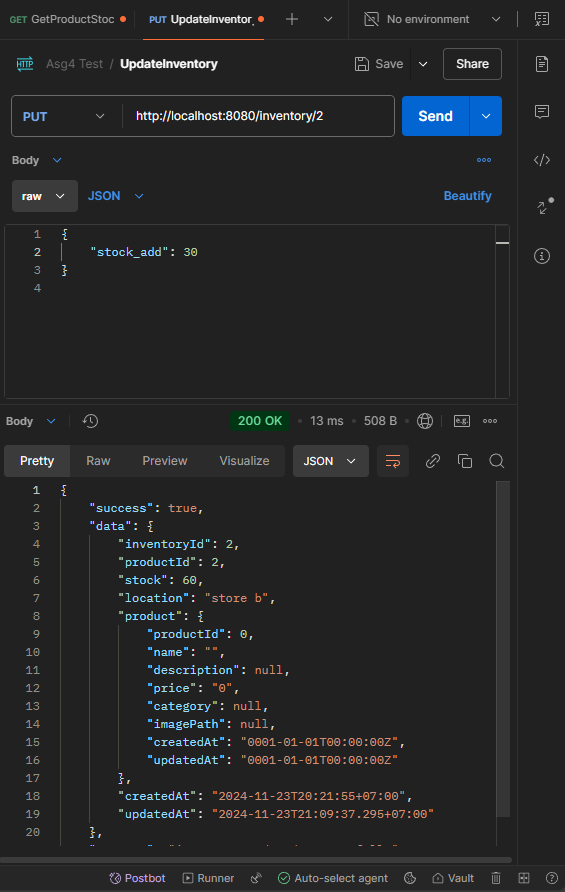 GET GetProductStoc
PUT UpdateInventor
No environment
HTTP Asg4 Test / UpdateInventory
Save
Share
PUT
http://localhost:8080/inventory/2
Send
Body
raw
JSON
Beautify
1 {
2 "stock_add": 30
3 }
4
Body
200 OK
13 ms
508 B
e.g.
Pretty
Raw
Preview
Visualize
JSON
1 {
2 "success": true,
3 "data": {
4 "inventoryId": 2,
5 "productId": 2,
6 "stock": 60,
7 "location": "store b",
8 "product": {
9 "productId": 0,
10 "name": "",
11 "description": null,
12 "price": "0",
13 "category": null,
14 "imagePath": null,
15 "createdAt": "0001-01-01T00:00:00Z",
16 "updatedAt": "0001-01-01T00:00:00Z"
17 },
18 "createdAt": "2024-11-23T20:21:55+07:00",
19 "updatedAt": "2024-11-23T21:09:37.295+07:00"
20 },
Postbot
Runner
Auto-select agent
Vault